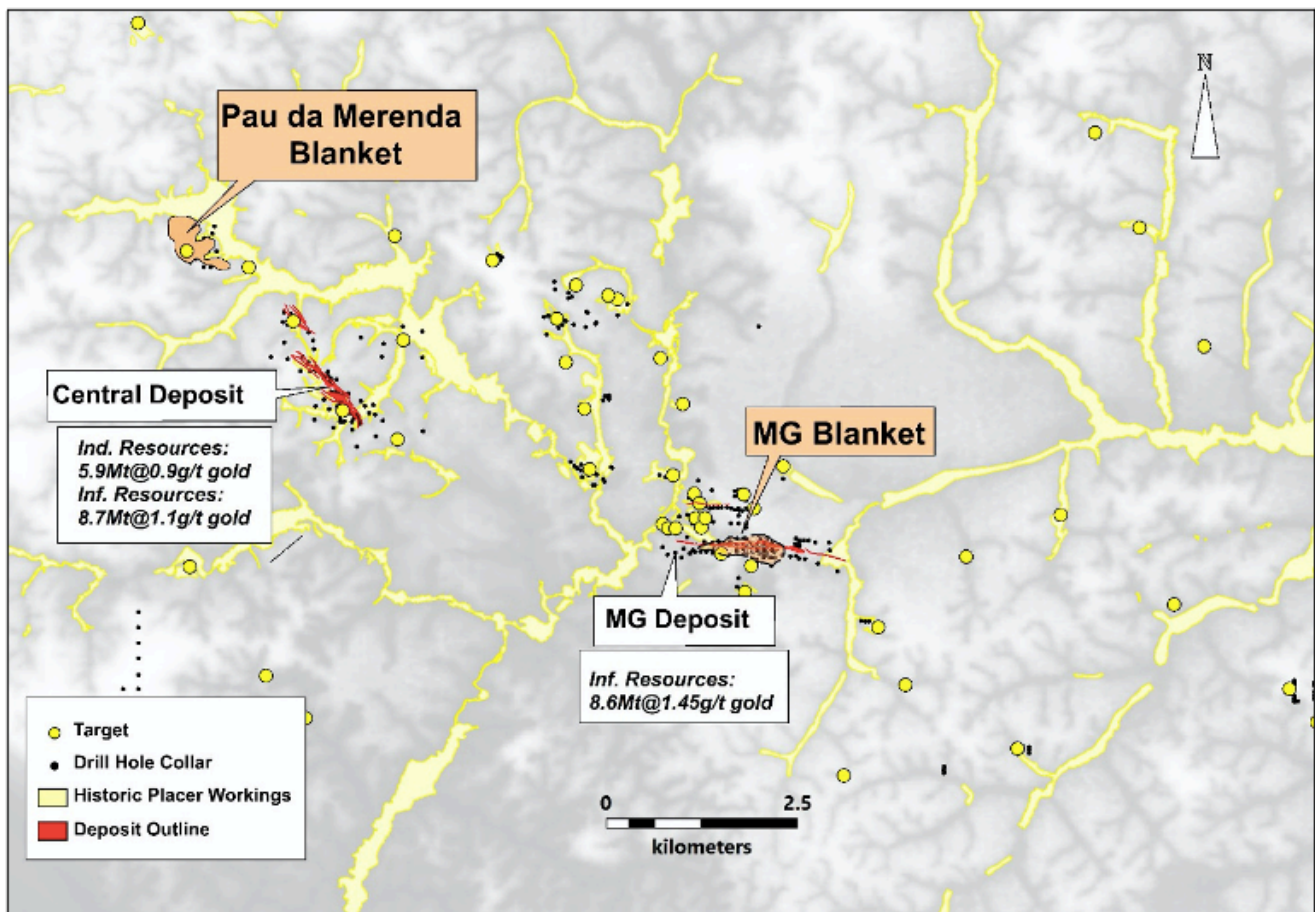 N
Pau da Merenda
Blanket
Central Deposit
Ind. Resources:
5.9Mt@0.9g/t gold
Inf. Resources:
8.7Mt@1.1g/t gold
MG Blanket
MG Deposit
Inf. Resources:
8.6Mt@1.45g/t gold
Target
Drill Hole Collar
Historic Placer Workings
Deposit Outline
0 2.5
kilometers